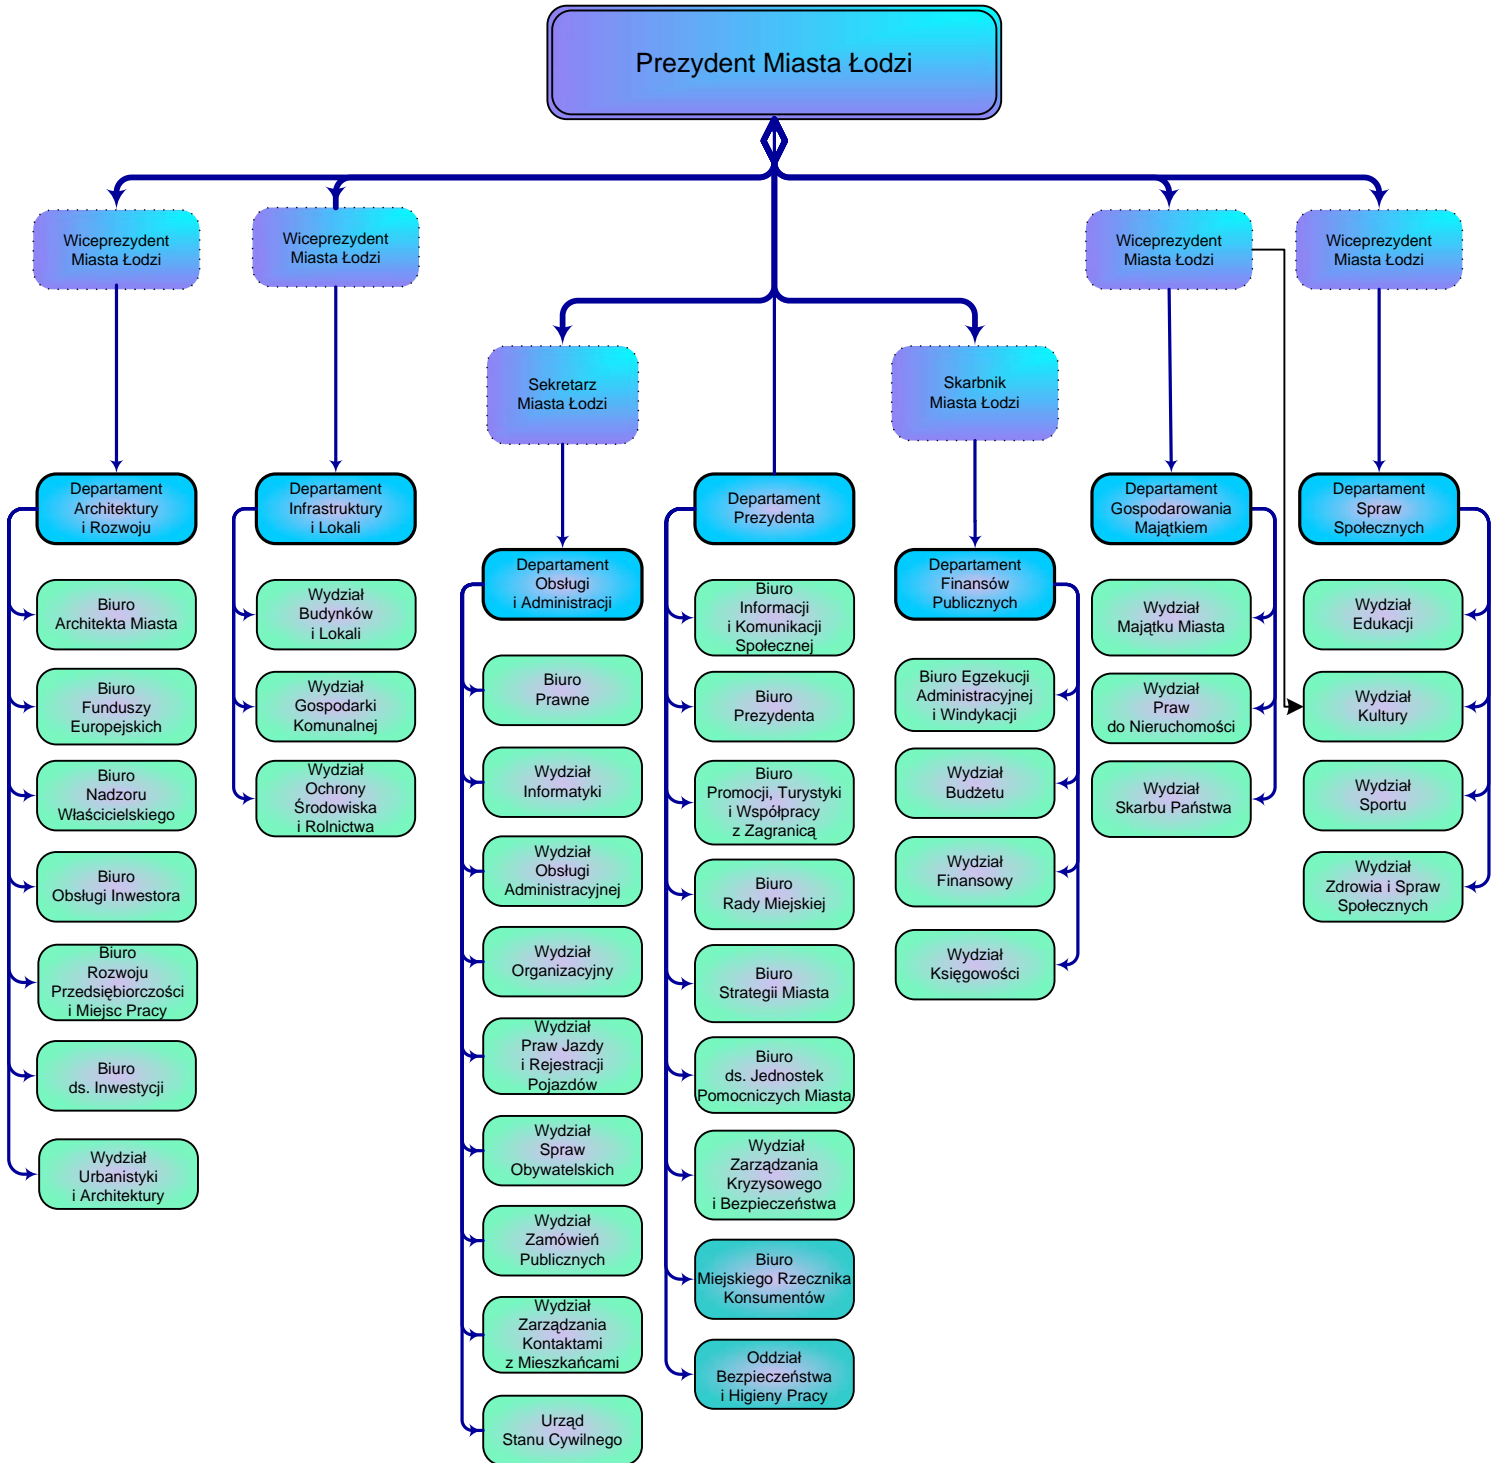 Prezydent Miasta Łodzi
Wiceprezydent
Miasta Łodzi
Wiceprezydent
Miasta Łodzi
Wiceprezydent
Miasta Łodzi
Wiceprezydent
Miasta Łodzi
Sekretarz
Miasta Łodzi
Skarbnik
Miasta Łodzi
Departament
Architektury
i Rozwoju
Biuro
Architekta Miasta
Biuro
Funduszy
Europejskich
Biuro
Nadzoru
Właścicielskiego
Biuro
Obsługi Inwestora
Biuro
Rozwoju
Przedsiębiorczości
i Miejsc Pracy
Biuro
ds. Inwestycji
Wydział
Urbanistyki
i Architektury
Departament
Infrastruktury
i Lokali
Wydział
Budynków
i Lokali
Wydział
Gospodarki
Komunalnej
Wydział
Ochrony
Środowiska
i Rolnictwa
Departament
Obsługi
i Administracji
Biuro
Prawne
Wydział
Informatyki
Wydział
Obsługi
Administracyjnej
Wydział
Organizacyjny
Wydział
Praw Jazdy
i Rejestracji
Pojazdów
Wydział
Spraw
Obywatelskich
Wydział
Zamówień
Publicznych
Wydział
Zarządzania
Kontaktami
z Mieszkańcami
Urząd
Stanu Cywilnego
Departament
Prezydenta
Biuro
Informacji
i Komunikacji
Społecznej
Biuro
Prezydenta
Biuro
Promocji, Turystyki
i Współpracy
z Zagranicą
Biuro
Rady Miejskiej
Biuro
Strategii Miasta
Biuro
ds. Jednostek
Pomocniczych Miasta
Wydział
Zarządzania
Kryzysowego
i Bezpieczeństwa
Biuro
Miejskiego Rzecznika
Konsumentów
Oddział
Bezpieczeństwa
i Higieny Pracy
Departament
Finansów
Publicznych
Biuro Egzekucji
Administracyjnej
i Windykacji
Wydział
Budżetu
Wydział
Finansowy
Wydział
Księgowości
Departament
Gospodarowania
Majątkiem
Wydział
Majątku Miasta
Wydział
Praw
do Nieruchomości
Wydział
Skarbu Państwa
Departament
Spraw
Społecznych
Wydział
Edukacji
Wydział
Kultury
Wydział
Sportu
Wydział
Zdrowia i Spraw
Społecznych